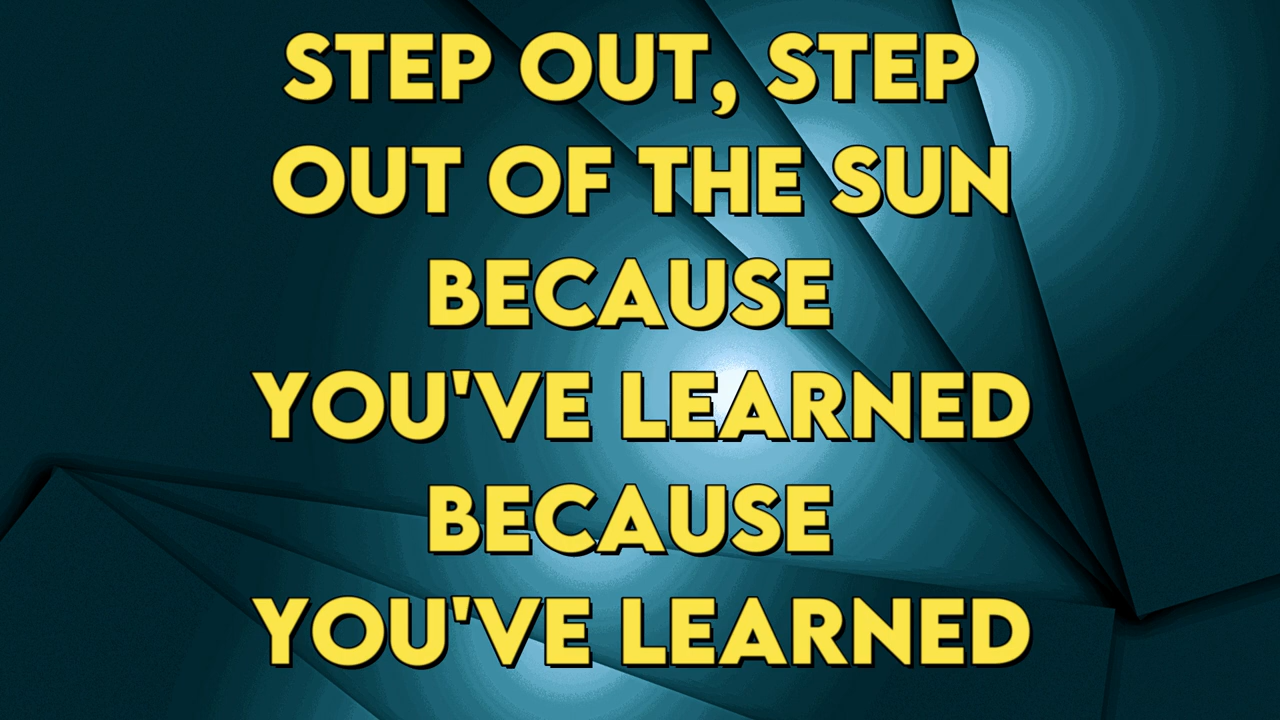 STEP OUT, STEP
OUT OF THE SUN
BECAUSE
YOU'VE LEARNED
BECAUSE
YOU'VE LEARNED